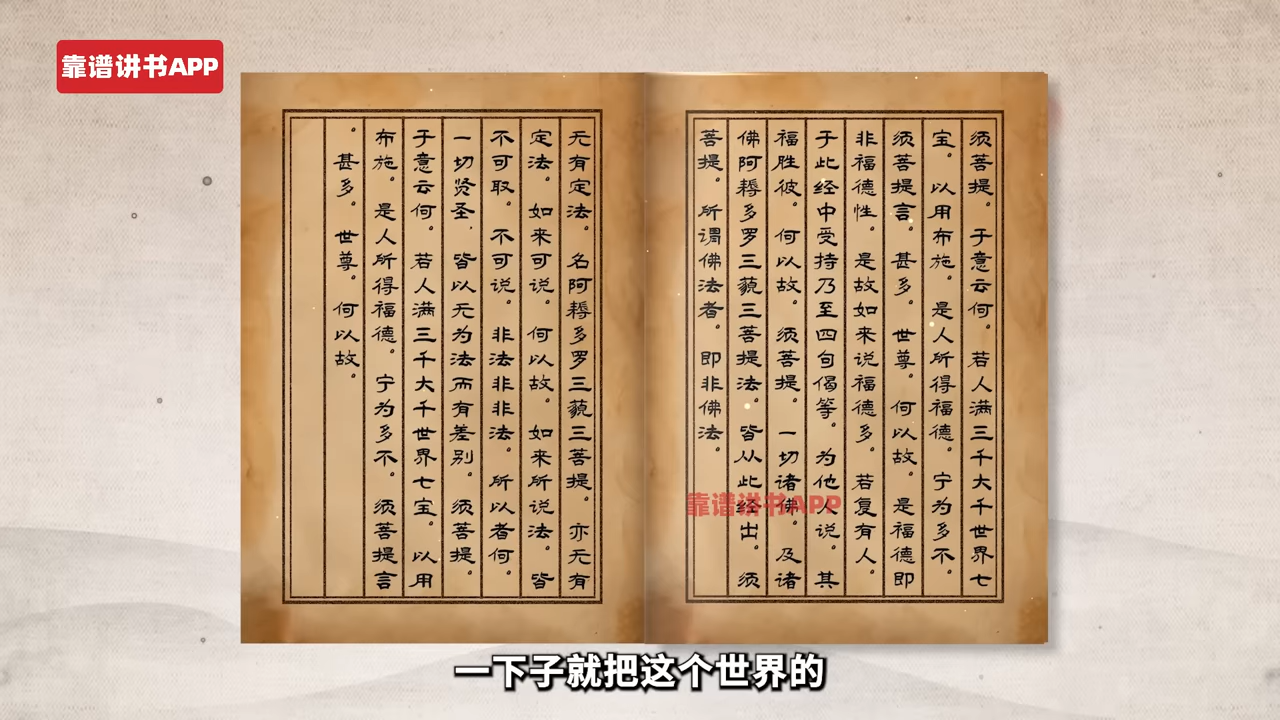 靠谱讲书APP
须菩提。于意云何。若人满三千大千世界七
宝。以用布施。是人所得福德。宁为多不。
须菩提言。甚多。世尊。何以故。是福德即
非福德性。是故如来说福德多。若复有人。
于此经中受持乃至四句偈等。为他人说。其
福胜彼。何以故。须菩提。一切诸佛。及诸
佛阿耨多罗三藐三菩提法。皆从此经出。须
菩提。所谓佛法者。即非佛法。
无有定法。名阿耨多罗三藐三菩提。亦无有
定法。如来可说。何以故。如来所说法。皆
不可取。不可说。非法非非法。所以者何。
一切贤圣.皆以无为法而有差别。须菩提。
于意云何。若人满三千大千世界七宝。以用
布施。是人所得福德。宁为多不。须菩提言
。甚多。世尊。何以故。
靠谱讲书APP
一下子就把这个世界的